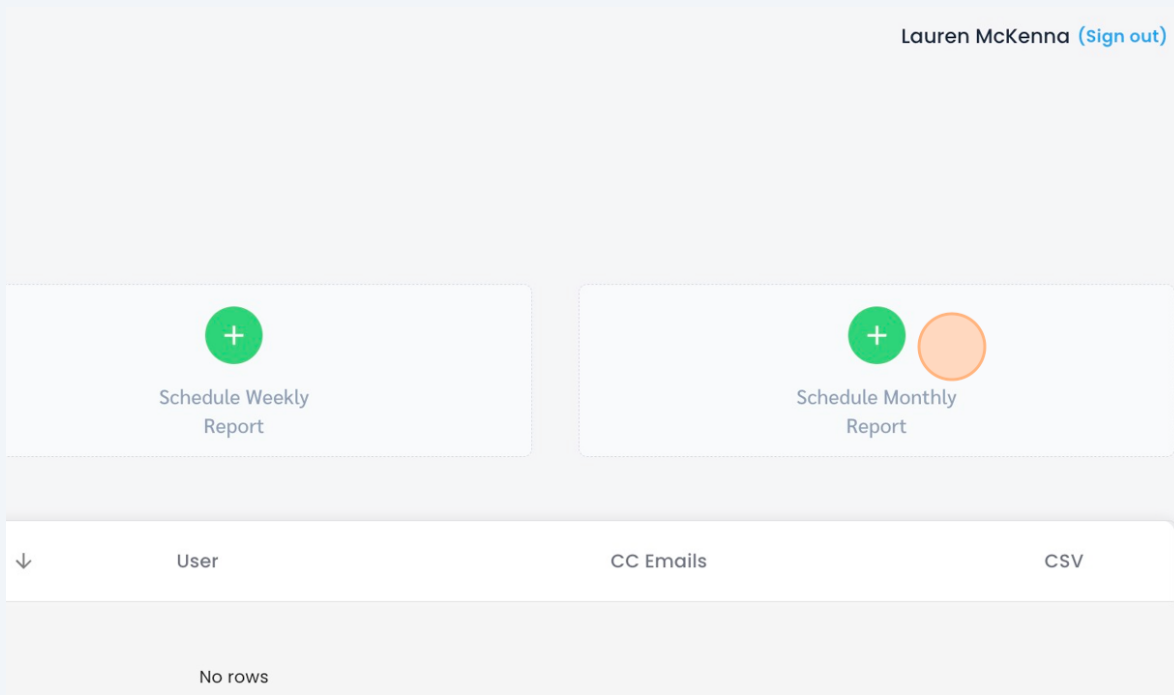 Lauren McKenna (Sign out)
Schedule Weekly
Report
Schedule Monthly
Report
User CC Emails CSV
No rows